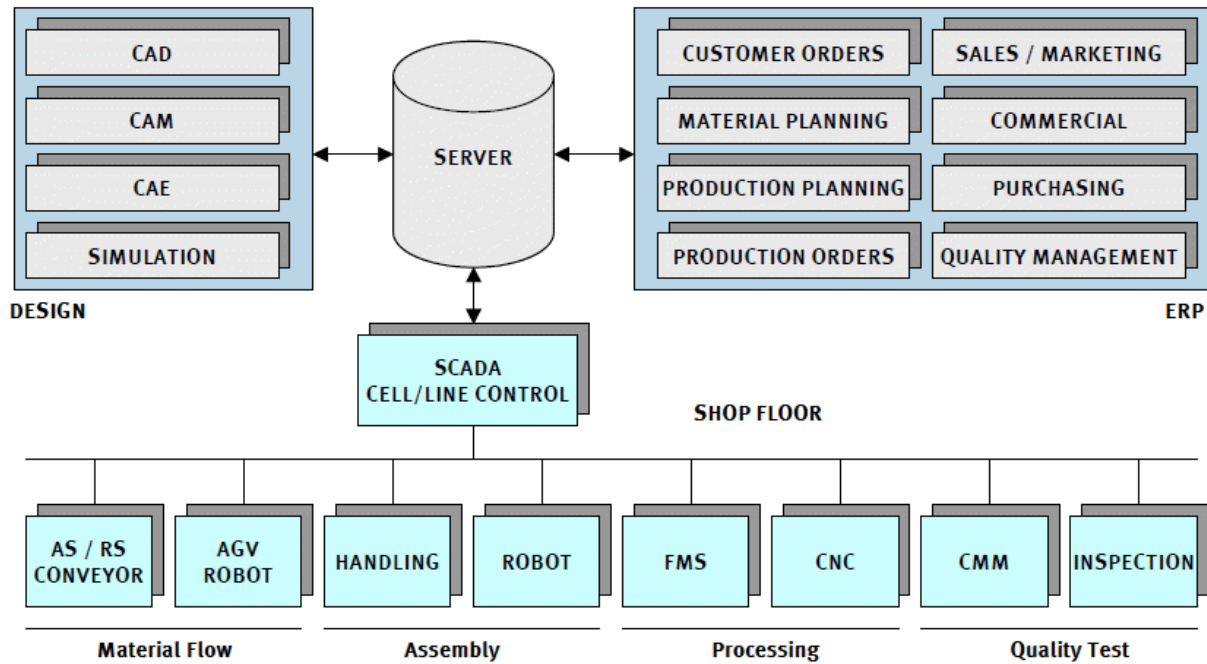 CAD
CAM
CAE
SIMULATION
DESIGN
SERVER
CUSTOMER ORDERS
SALES / MARKETING
MATERIAL PLANNING
COMMERCIAL
PRODUCTION PLANNING
PURCHASING
PRODUCTION ORDERS
QUALITY MANAGEMENT
ERP
SCADA
CELL/LINE CONTROL
SHOP FLOOR
AS / RS
CONVEYOR
AGV
ROBOT
HANDLING
ROBOT
FMS
CNC
CMM
INSPECTION
Material Flow
Assembly
Processing
Quality Test